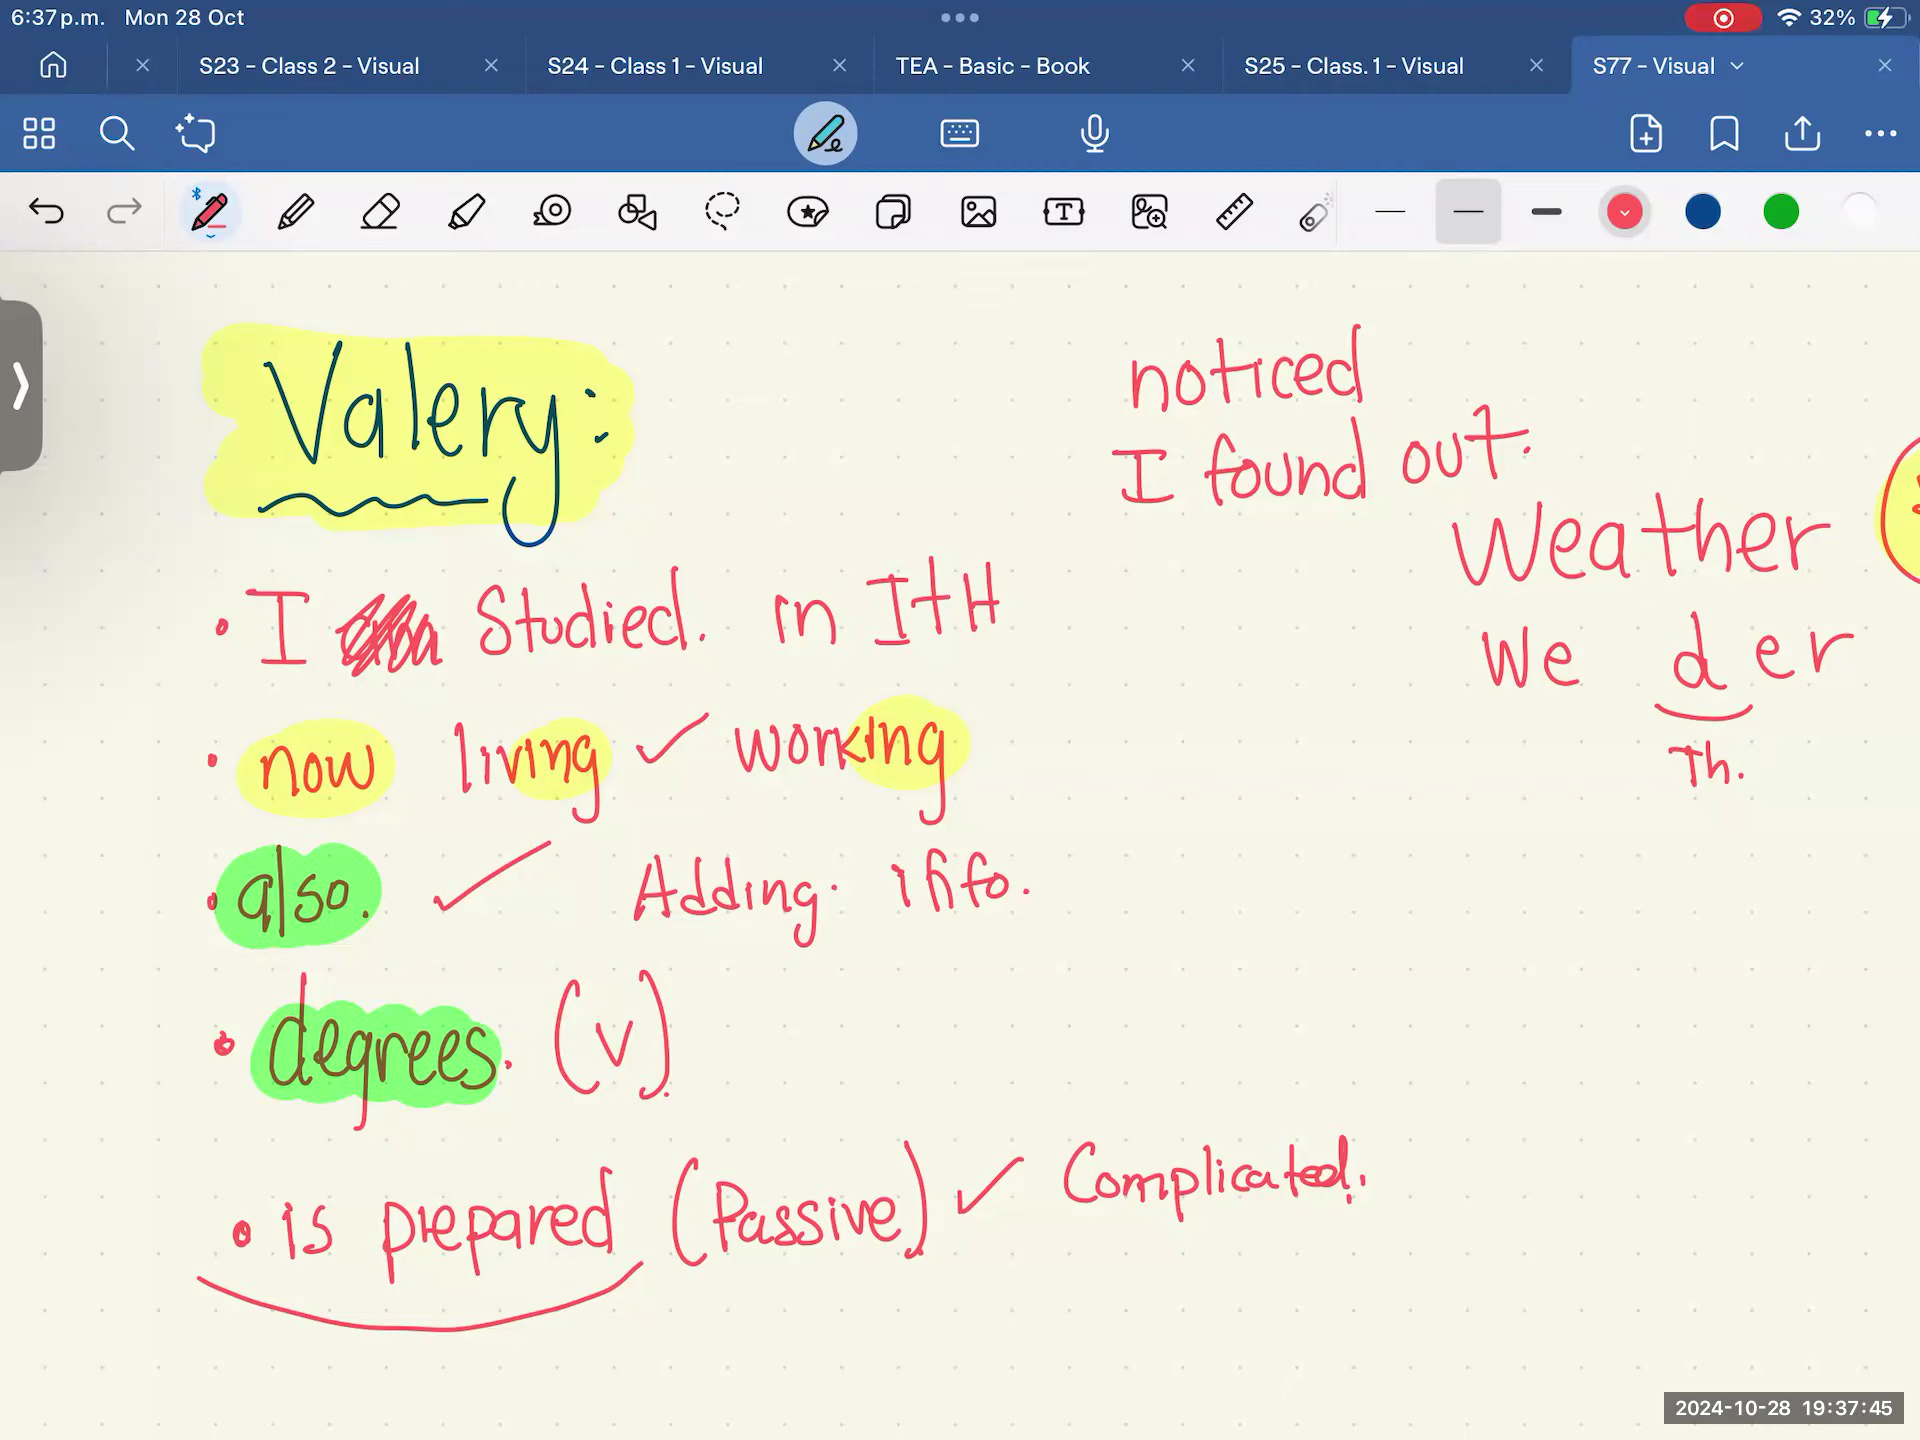 6:37 p.m. Mon 28 Oct
32%
S23 - Class 2 - Visual
S24 - Class 1 - Visual
TEA - Basic - Book
S25 - Class. 1 - Visual
S77 - Visual
Valery:
noticed
I found out.
Weather
We d er
Th.
• I Studied. in ItH
• now living ✓ working
• also. ✓ Adding. info.
• degrees. (v).
• is prepared (Passive) ✓ Complicated.
2024-10-28 19:37:45